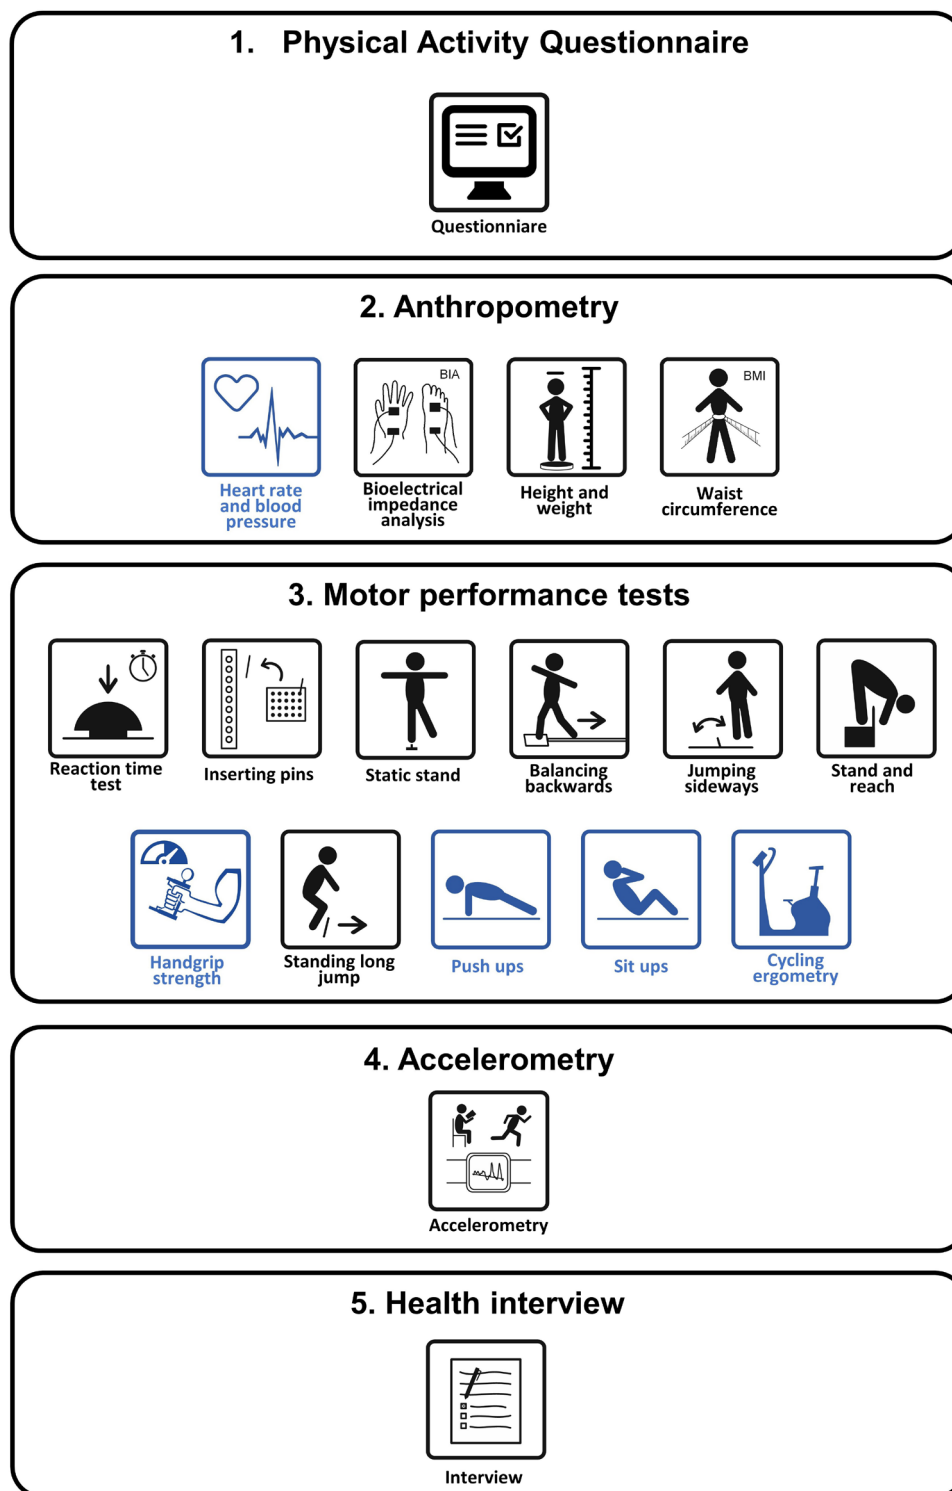 1. Physical Activity Questionnaire
Questionniare
2. Anthropometry
BIA
BMI
Heart rate
and blood
pressure
Bioelectrical
impedance
analysis
Height and
weight
Waist
circumference
3. Motor performance tests
Reaction time
test
Inserting pins
Static stand
Balancing
backwards
Jumping
sideways
Stand and
reach
Handgrip
strength
Standing long
jump
Push ups
Sit ups
Cycling
ergometry
4. Accelerometry
Accelerometry
5. Health interview
Interview